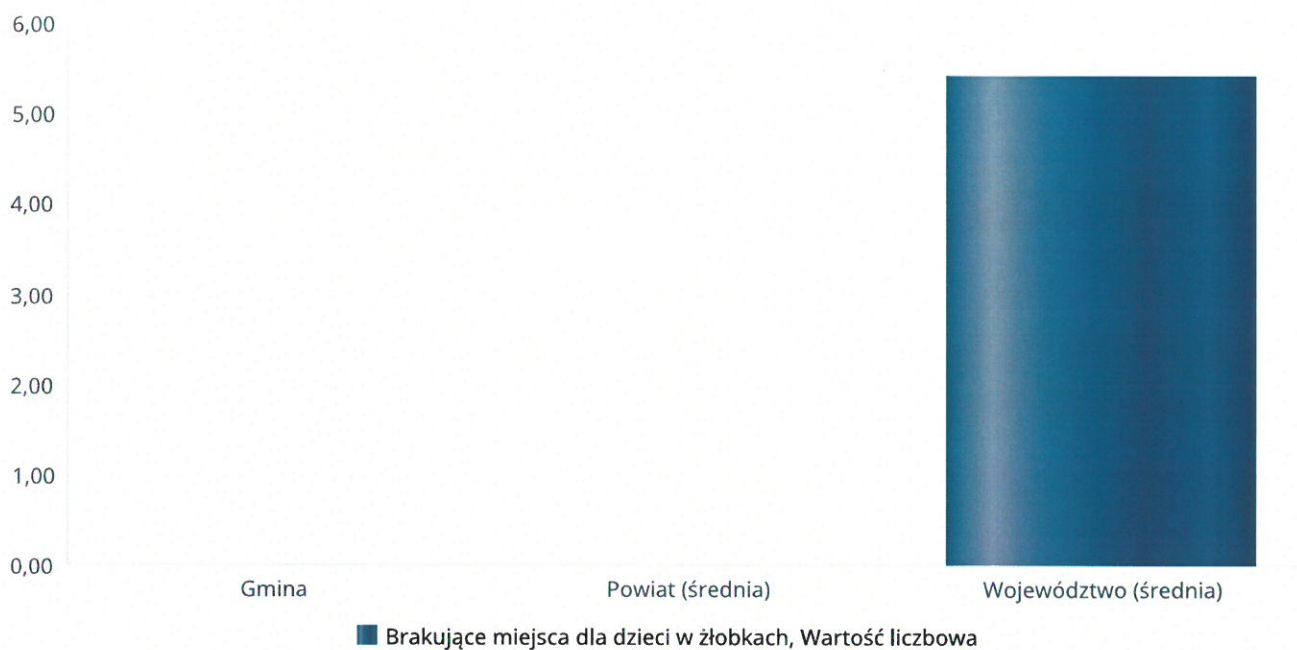 6,00
5,00
4,00
3,00
2,00
1,00
0,00
Gmina
Powiat (średnia)
Województwo (średnia)
Brakujące miejsca dla dzieci w żłobkach, Wartość liczbowa